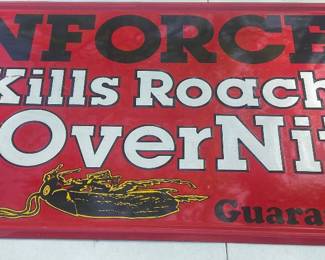 NFORCE
Kills Roach
OverNi
Guara